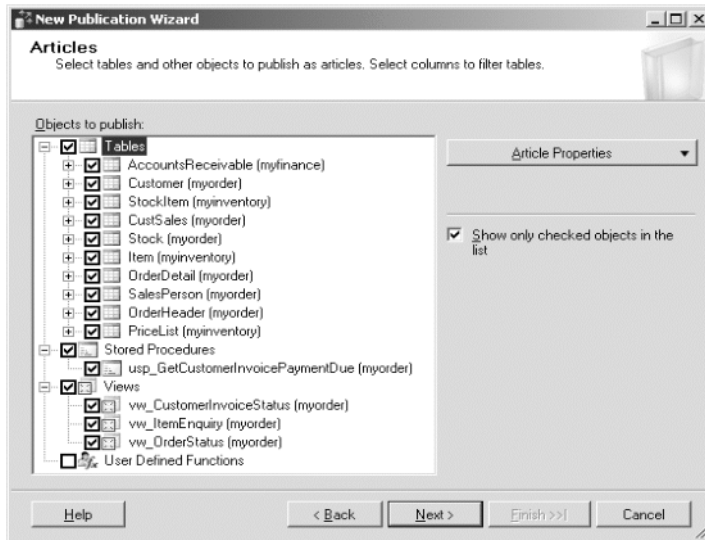 New Publication Wizard
Articles
Select tables and other objects to publish as articles. Select columns to filter tables.
Objects to publish:
Tables
AccountsReceivable (myfinance)
Customer (myorder)
StockItem (myinventory)
CustSales (myorder)
Stock (myorder)
Item (myinventory)
OrderDetail (myorder)
SalesPerson (myorder)
OrderHeader (myorder)
PriceList (myinventory)
Stored Procedures
usp_GetCustomerInvoicePaymentDue (myorder)
Views
vw_CustomerInvoiceStatus (myorder)
vw_ItemEnquiry (myorder)
vw_OrderStatus (myorder)
User Defined Functions
Article Properties
Show only checked objects in the
list
Help
< Back
Next >
Finish >>|
Cancel